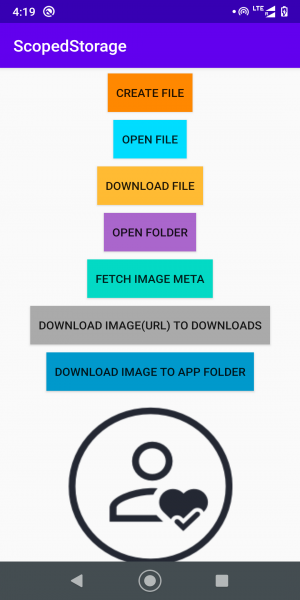 4:19
LTE
R
ScopedStorage
CREATE FILE
OPEN FILE
DOWNLOAD FILE
OPEN FOLDER
FETCH IMAGE META
DOWNLOAD IMAGE(URL) TO DOWNLOADS
DOWNLOAD IMAGE TO APP FOLDER